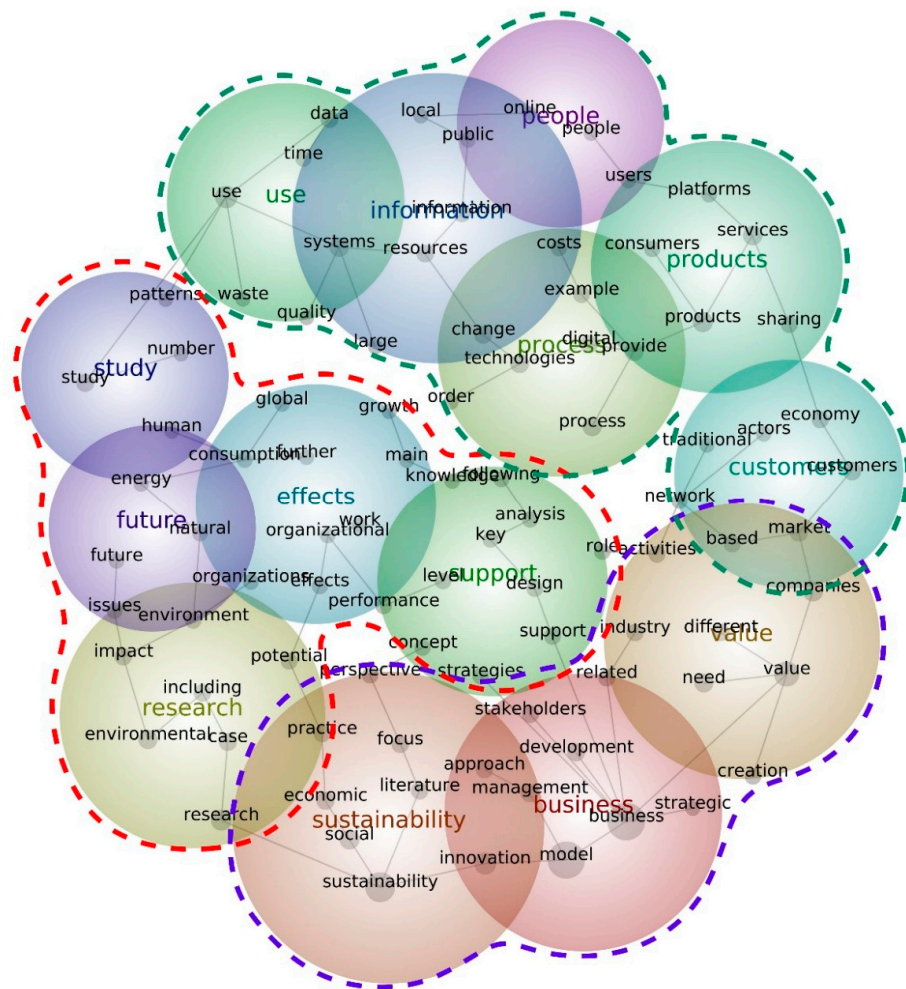 data
local
online
people
people
public
time
use
use
users
platforms
information
information
services
systems
resources
costs
consumers
products
patterns
waste
example
quality
large
change
digital
process
provide
products
sharing
number
study
study
technologies
order
global
growth
process
economy
human
traditional
actors
consumption
further
main
knowledge
following
customers
customers
energy
effects
network
future
natural
organizational
work
analysis
key
market
based
future
role
activities
organizations
effects
level
support
design
companies
issues
environment
performance
impact
concept
support
industry
different
value
potential
perspective
strategies
related
need
value
including
research
stakeholders
environmental
case
practice
focus
development
approach
creation
economic
literature
management
business
strategic
research
social
sustainability
business
innovation
model
sustainability